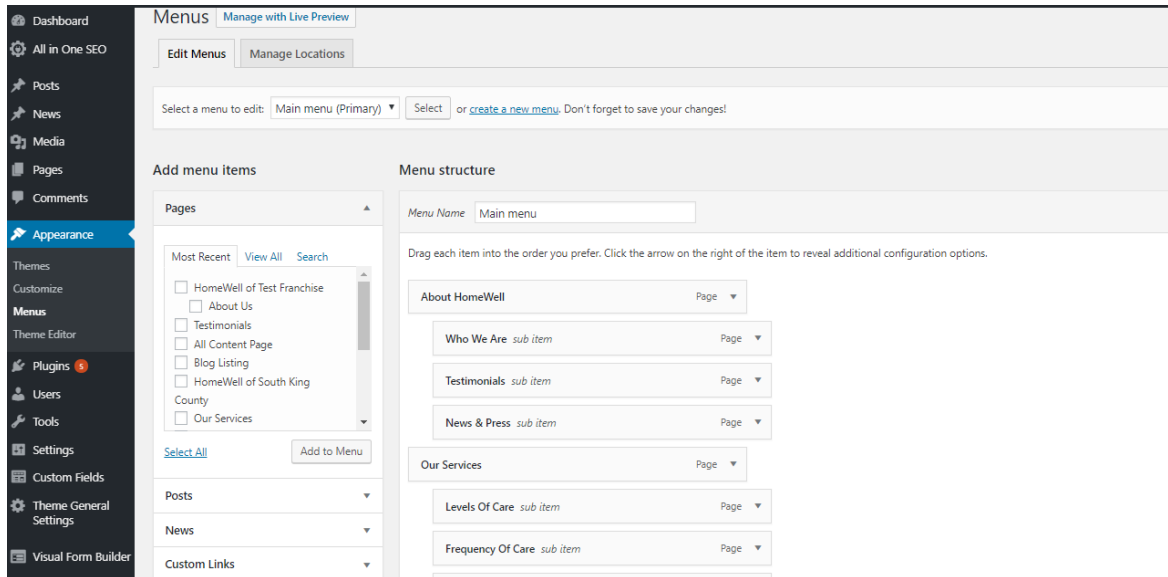 Dashboard
All in One SEO
Posts
News
Media
Pages
Comments
Appearance
Themes
Customize
Menus
Theme Editor
Plugins 5
Users
Tools
Settings
Custom Fields
Theme General
Settings
Visual Form Builder
Menus Manage with Live Preview
Edit Menus Manage Locations
Select a menu to edit: Main menu (Primary) Select or create a new menu. Don't forget to save your changes!
Add menu items
Pages
Most Recent View All Search
HomeWell of Test Franchise
About Us
Testimonials
All Content Page
Blog Listing
HomeWell of South King
County
Our Services
Select All Add to Menu
Posts
News
Custom Links
Menu structure
Menu Name Main menu
Drag each item into the order you prefer. Click the arrow on the right of the item to reveal additional configuration options.
About HomeWell Page
Who We Are sub item Page
Testimonials sub item Page
News & Press sub item Page
Our Services Page
Levels Of Care sub item Page
Frequency Of Care sub item Page